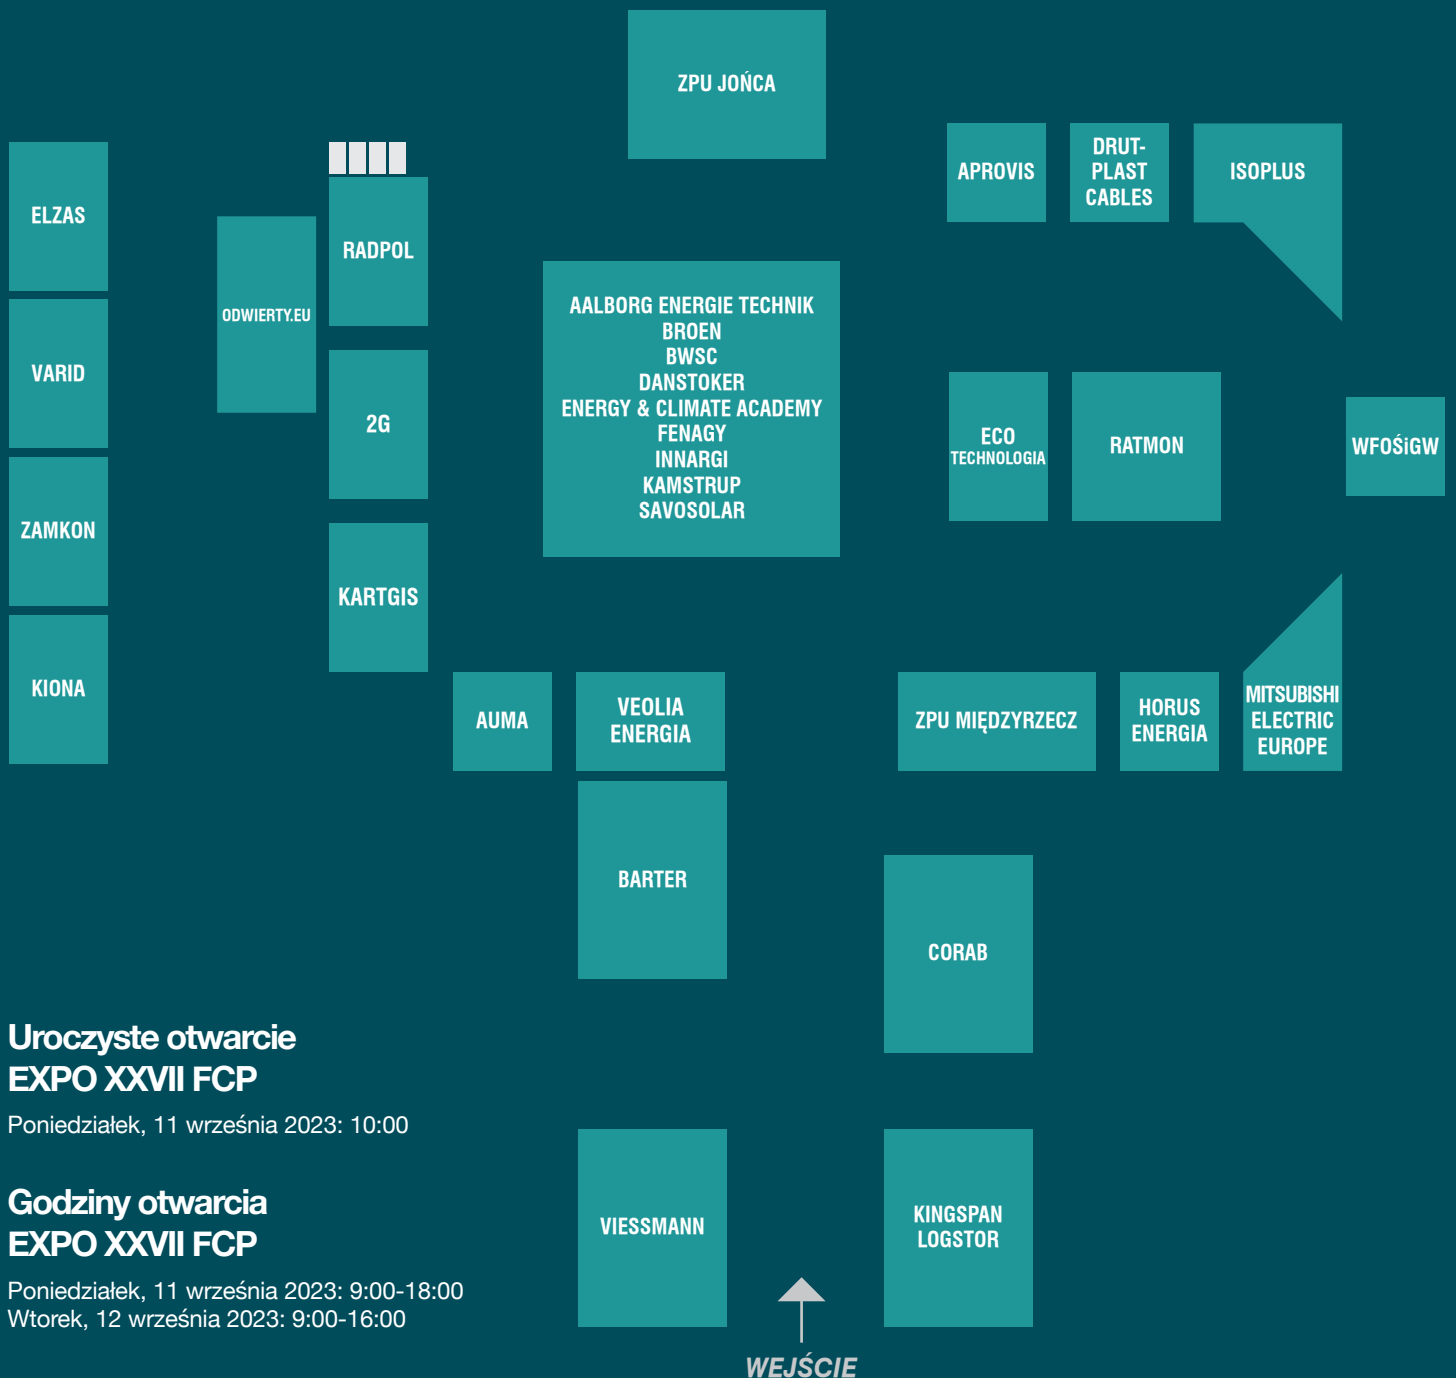 ZPU JOŃCA
APROVIS
DRUT-
PLAST
CABLES
ISOPLUS
ELZAS
RADPOL
ODWIERTY.EU
VARID
2G
AALBORG ENERGIE TECHNIK
BROEN
BWSC
DANSTOKER
ENERGY & CLIMATE ACADEMY
FENAGY
INNARGI
KAMSTRUP
SAVOSOLAR
ECO
TECHNOLOGIA
RATMON
WFOŚiGW
ZAMKON
KARTGIS
KIONA
AUMA
VEOLIA
ENERGIA
ZPU MIĘDZYRZECZ
HORUS
ENERGIA
MITSUBISHI
ELECTRIC
EUROPE
BARTER
CORAB
Uroczyste otwarcie
EXPO XXVII FCP
Poniedziałek, 11 września 2023: 10:00
Godziny otwarcia
EXPO XXVII FCP
Poniedziałek, 11 września 2023: 9:00-18:00
Wtorek, 12 września 2023: 9:00-16:00
VIESSMANN
KINGSPAN
LOGSTOR
WEJŚCIE